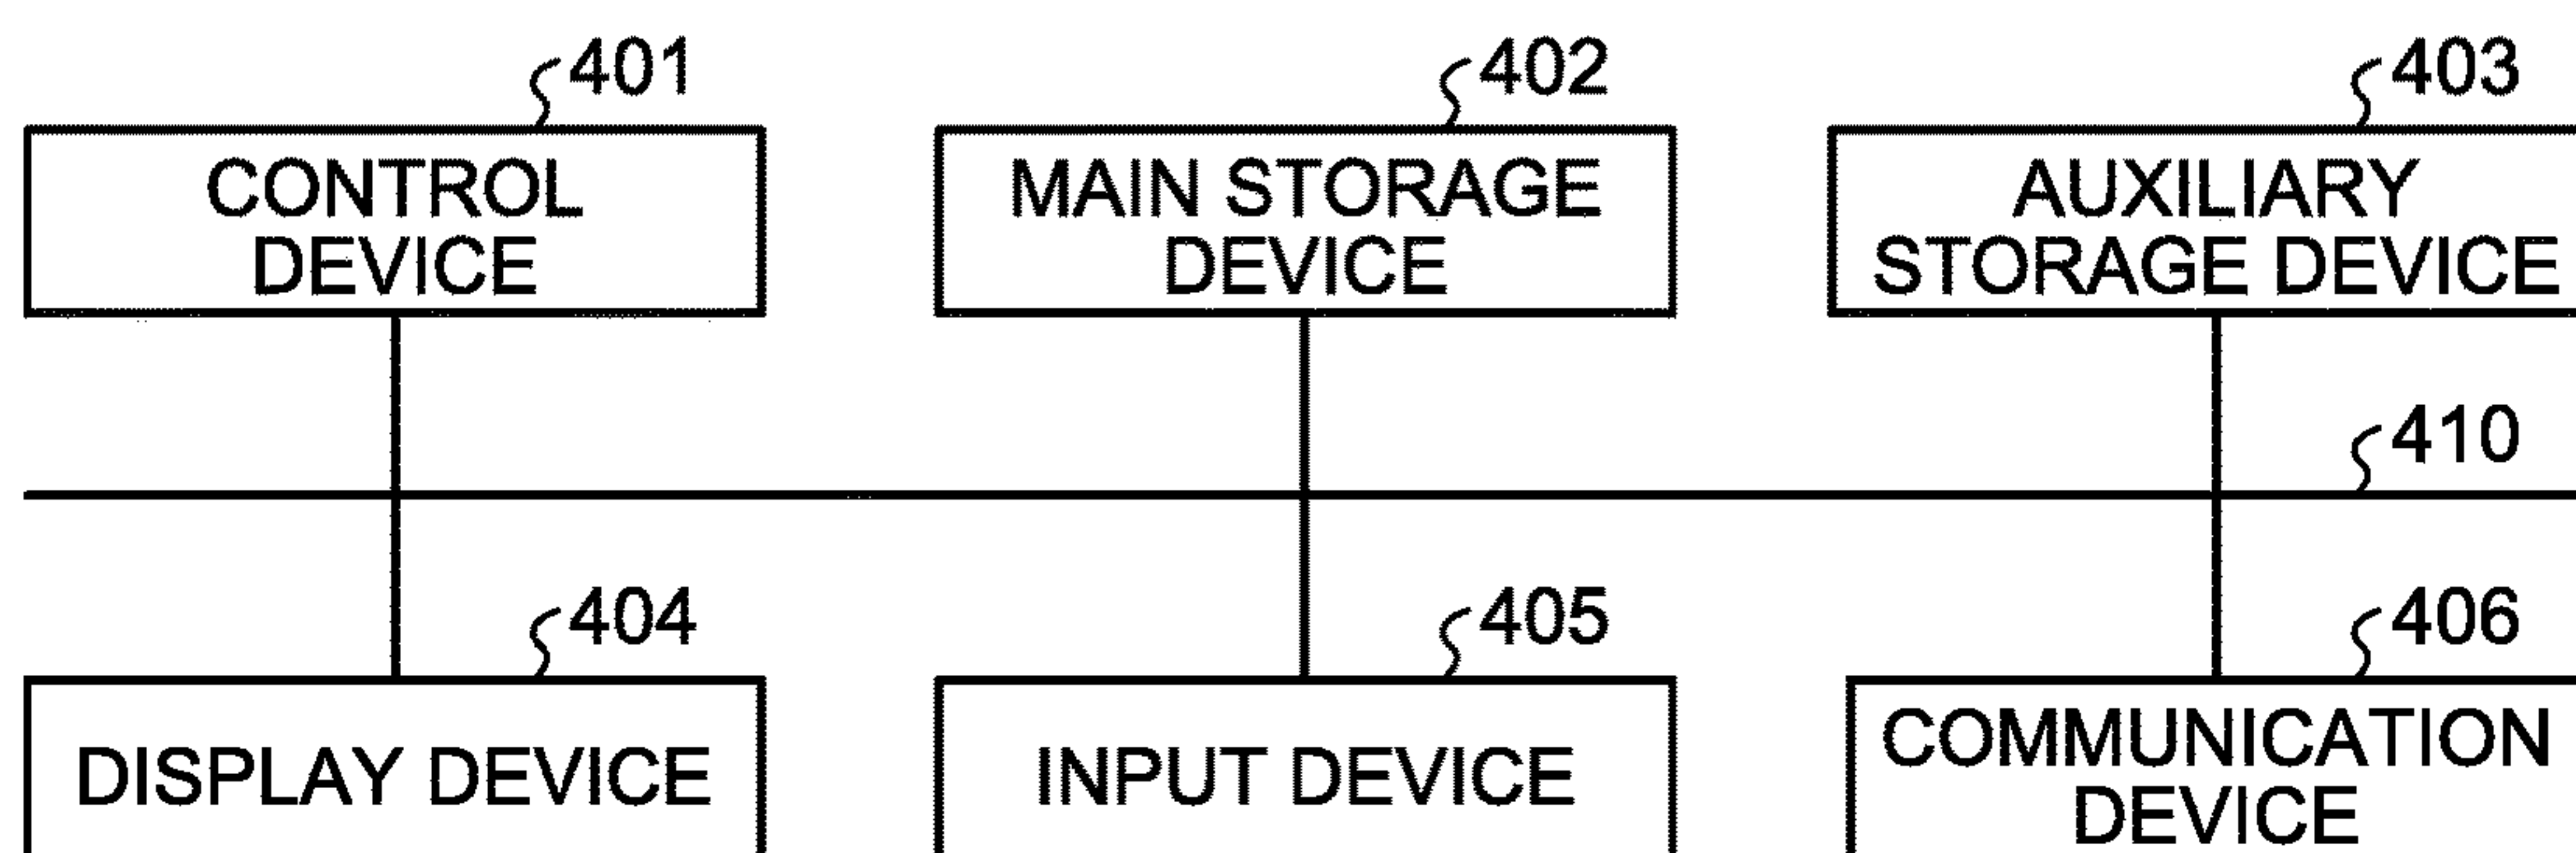 401
402
403
CONTROL
DEVICE
MAIN STORAGE
DEVICE
AUXILIARY
STORAGE DEVICE
410
404
405
406
DISPLAY DEVICE
INPUT DEVICE
COMMUNICATION
DEVICE